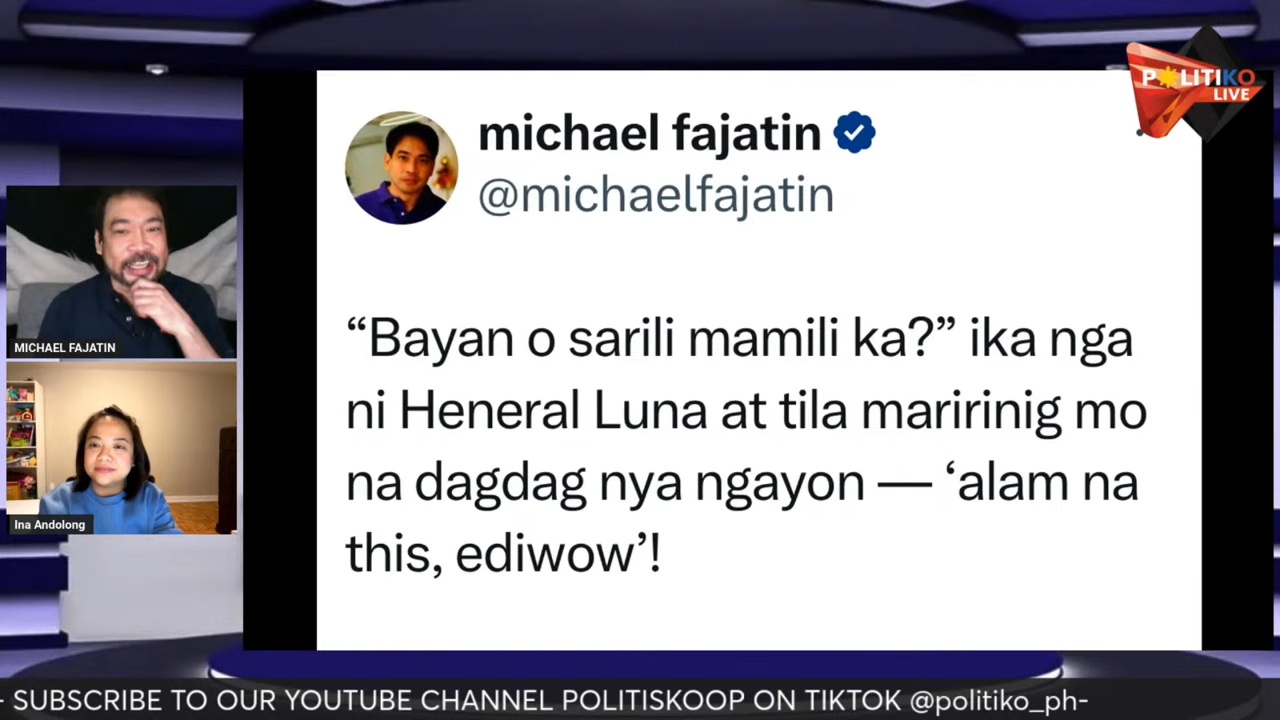 POLITIKO
LIVE
michael fajatin
@michaelfajatin
“Bayan o sarili mamili ka?” ika nga
ni Heneral Luna at tila maririnig mo
na dagdag nya ngayon — ‘alam na
this, ediwow’!
MICHAEL FAJATIN
Ina Andolong
- SUBSCRIBE TO OUR YOUTUBE CHANNEL POLITISKOOP ON TIKTOK @politiko_ph-